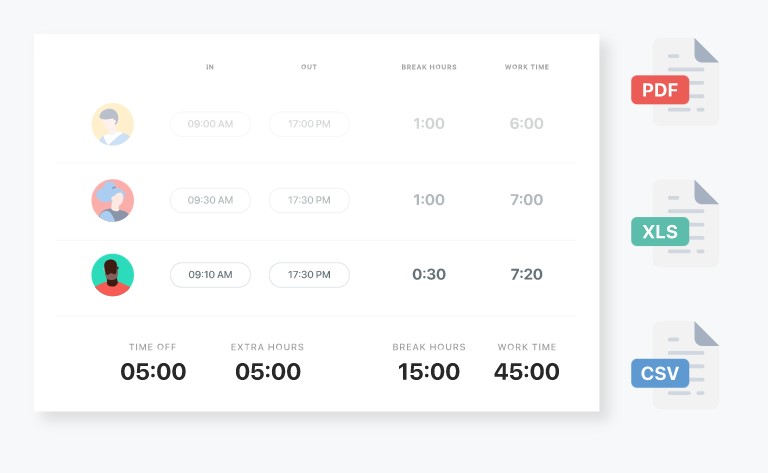 IN OUT BREAK HOURS WORK TIME
09:00 AM 17:00 PM 1:00 6:00
09:30 AM 17:30 PM 1:00 7:00
09:10 AM 17:30 PM 0:30 7:20
TIME OFF EXTRA HOURS BREAK HOURS WORK TIME
05:00 05:00 15:00 45:00
PDF
XLS
CSV